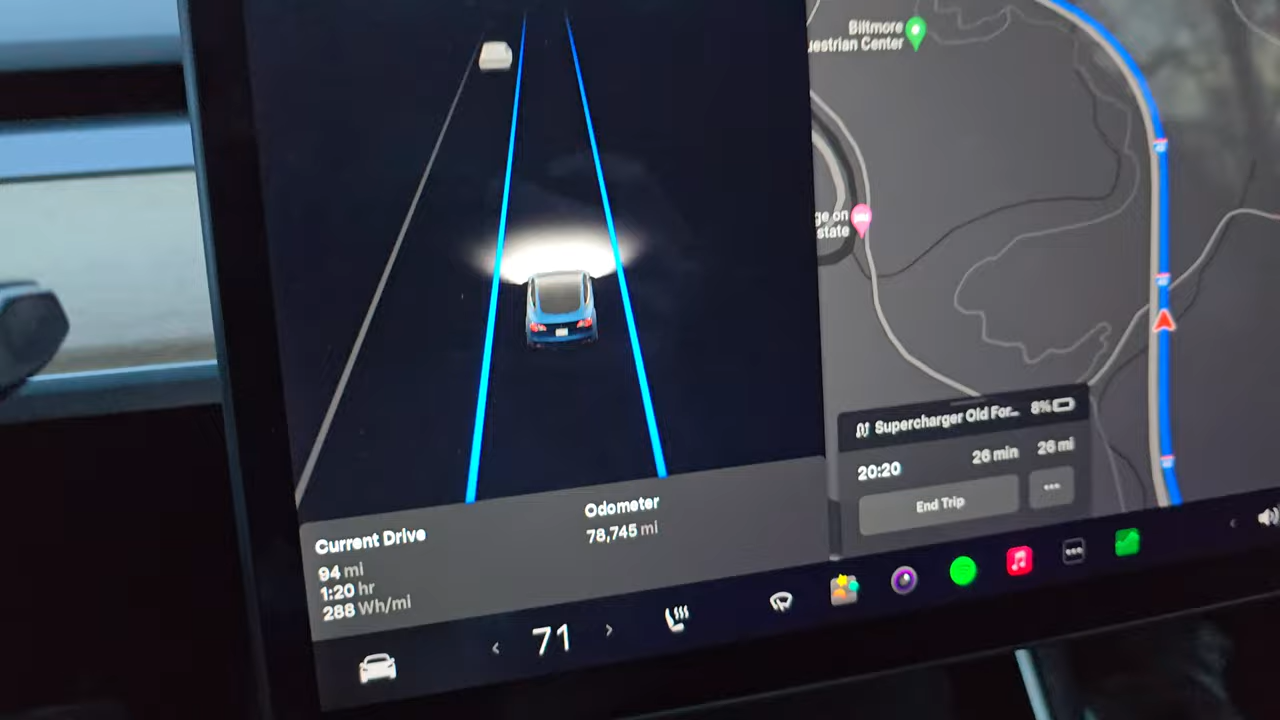 Biltmore
uestrian Center
ge on
state
Supercharger Old For... 8%
20:20 26 min 26 mi
End Trip
Odometer
78,745 mi
Current Drive
94 mi
1:20 hr
288 Wh/mi
71